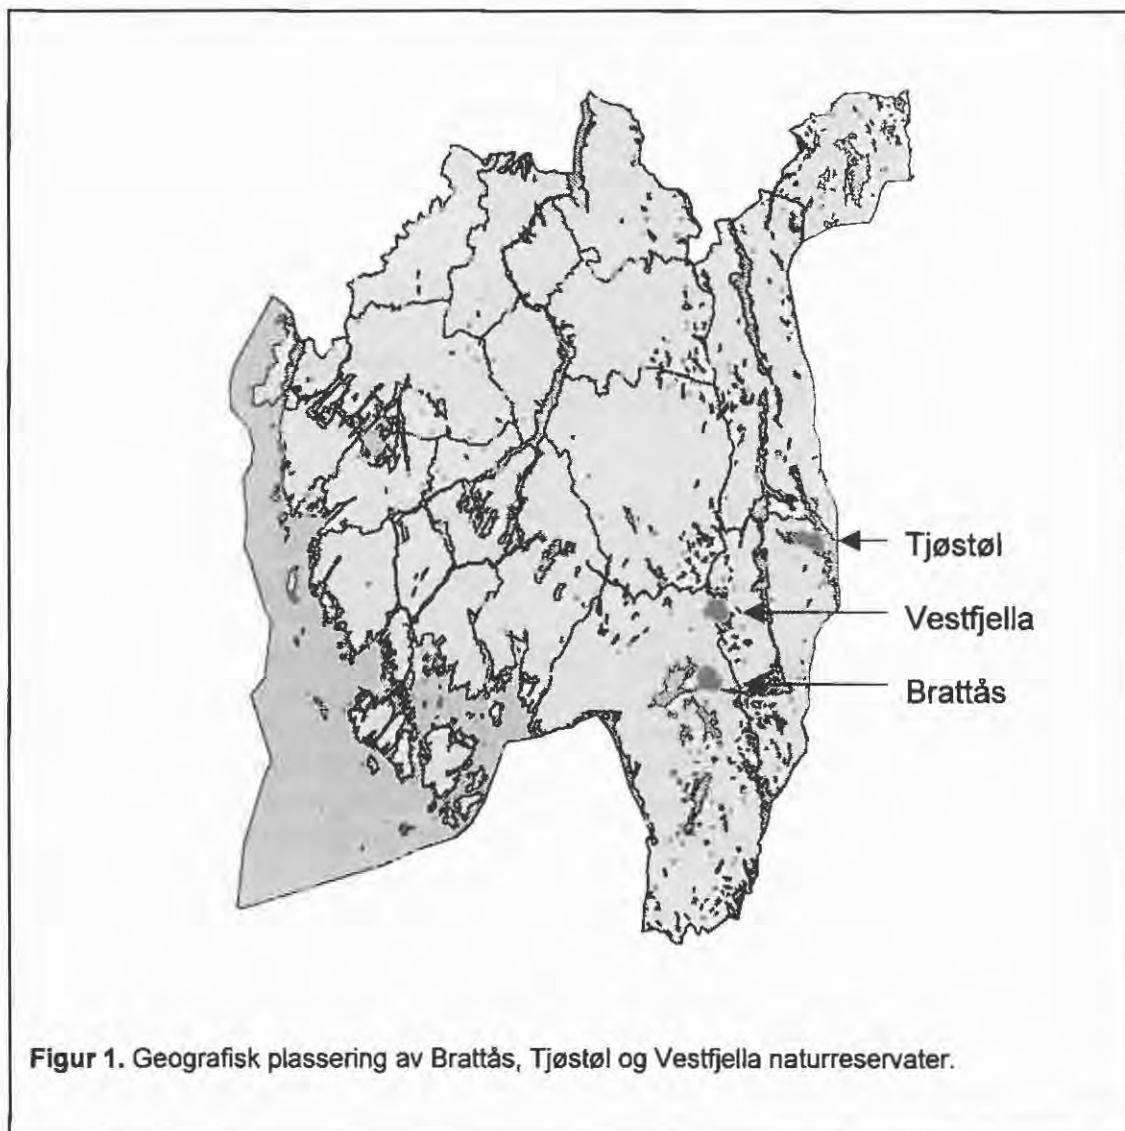 Tjøstøl
Vestfjella
Brattås
Figur 1. Geografisk plassering av Brattås, Tjøstøl og Vestfjella naturreservater.